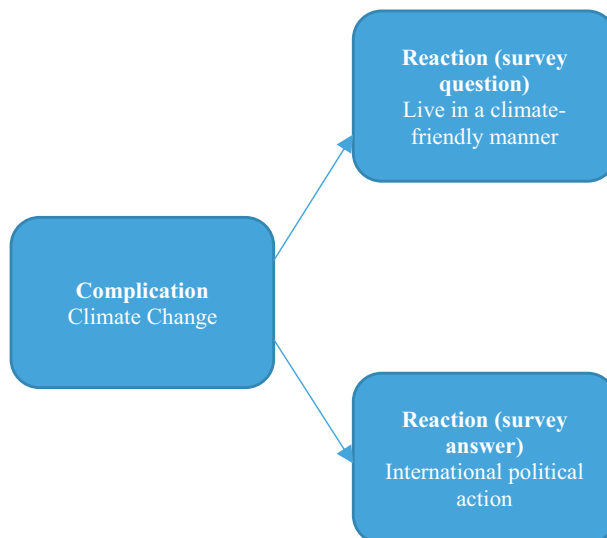 Reaction (survey
question)
Live in a climate-
friendly manner
Complication
Climate Change
Reaction (survey
answer)
International political
action